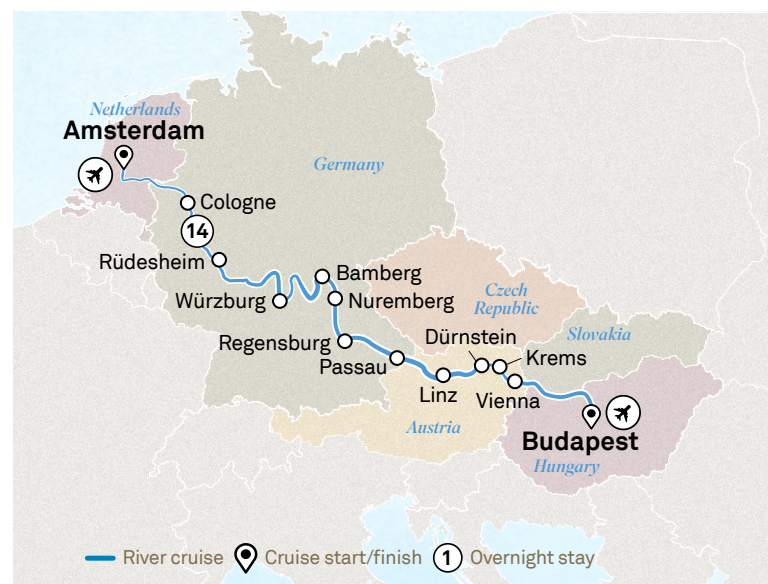 Netherlands
Amsterdam
Germany
Cologne
14
Rüdesheim
Bamberg
Würzburg
Nuremberg
Czech
Republic
Regensburg
Dürnstein
Slovakia
Passau
Krems
Linz
Vienna
Austria
Budapest
Hungary
River cruise
Cruise start/finish
1 Overnight stay